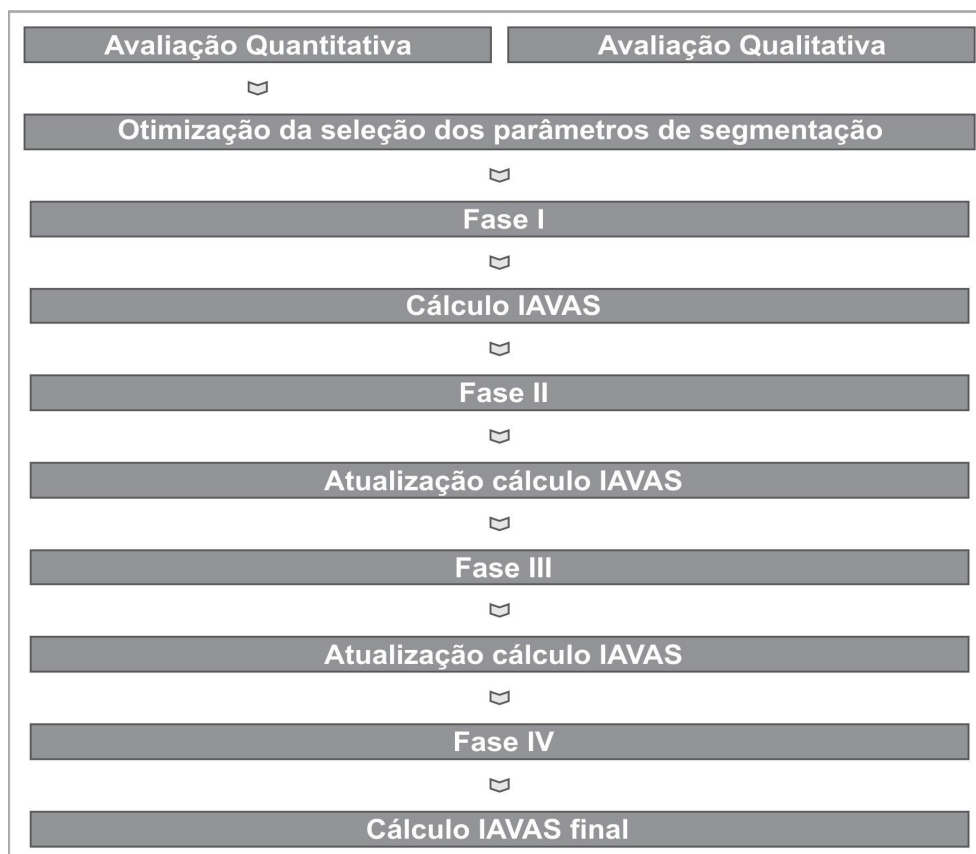 Avaliação Quantitativa
Avaliação Qualitativa
Otimização da seleção dos parâmetros de segmentação
Fase I
Cálculo IAVAS
Fase II
Atualização cálculo IAVAS
Fase III
Atualização cálculo IAVAS
Fase IV
Cálculo IAVAS final